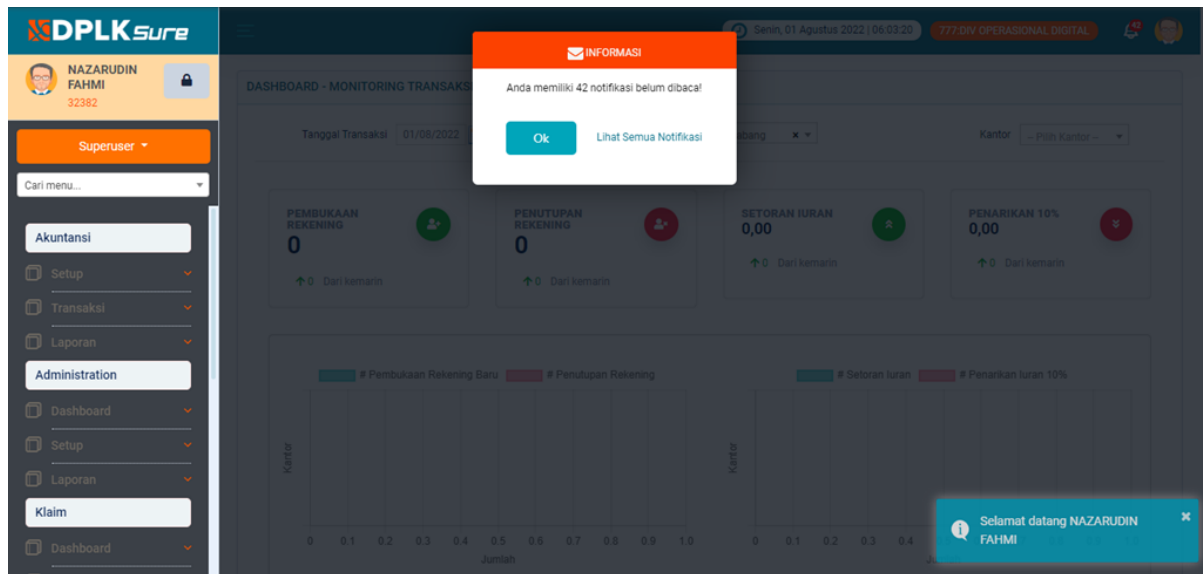 DPLKSure
NAZARUDIN
FAHMI
32382
Superuser
Cari menu...
Akuntansi
Setup
Transaksi
Laporan
Administration
Dashboard
Setup
Laporan
Klaim
Dashboard
Senin, 01 Agustus 2022 | 06:03:20
777:DIV OPERASIONAL DIGITAL
INFORMASI
Anda memiliki 42 notifikasi belum dibaca!
Ok
Lihat Semua Notifikasi
DASHBOARD - MONITORING TRANSAKS
Tanggal Transaksi 01/08/2022
abang
Kantor -- Pilih Kantor --
PEMBUKAAN
REKENING
0
0 Dari kemarin
PENUTUPAN
REKENING
0
0 Dari kemarin
SETORAN IURAN
0,00
0 Dari kemarin
PENARIKAN 10%
0,00
0 Dari kemarin
# Pembukaan Rekening Baru # Penutupan Rekening
Kantor
0 0.1 0.2 0.3 0.4 0.5 0.6 0.7 0.8 0.9 1.0
Jumlah
# Setoran Iuran # Penarikan Iuran 10%
Kantor
0 0.1 0.2 0.3 0.4
Selamat datang NAZARUDIN
FAHMI